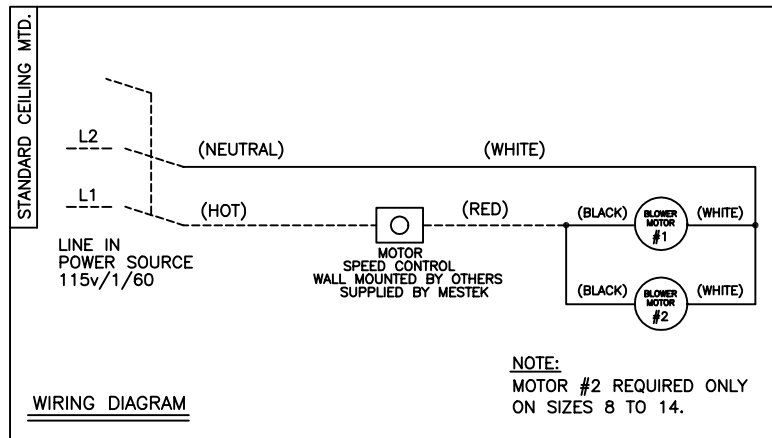 STANDARD CEILING MTD.
L2
(NEUTRAL)
(WHITE)
L1
(HOT)
(RED)
(BLACK)
BLOWER
MOTOR
#1
(WHITE)
LINE IN
POWER SOURCE
115v/1/60
MOTOR
SPEED CONTROL
WALL MOUNTED BY OTHERS
SUPPLIED BY MESTEK
(BLACK)
BLOWER
MOTOR
#2
(WHITE)
NOTE:
MOTOR #2 REQUIRED ONLY
ON SIZES 8 TO 14.
WIRING DIAGRAM